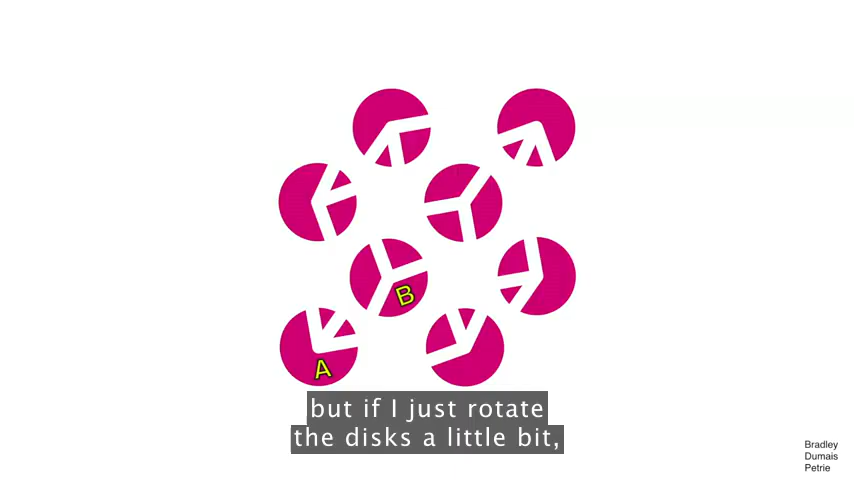 B
A
but if I just rotate
the disks a little bit,
Bradley
Dumais
Petrie